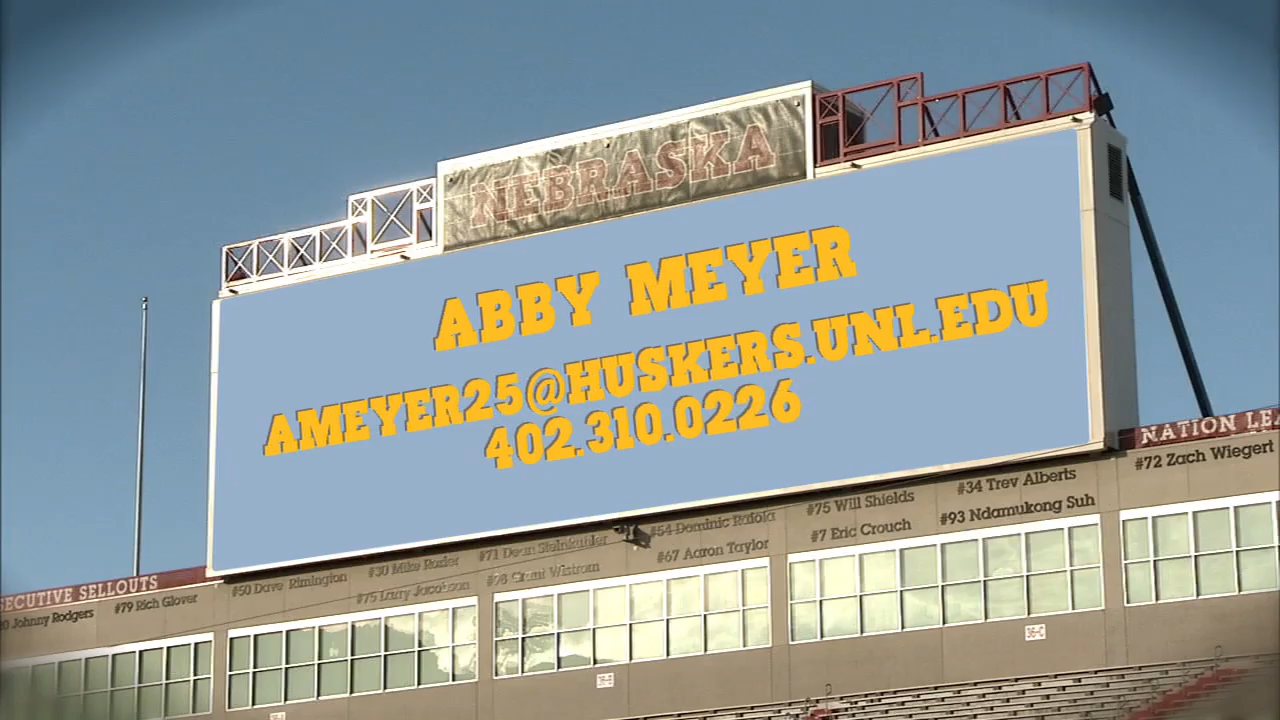 NEBRASKA
ABBY MEYER
AMEYER25@HUSKERS.UNL.EDU
402.310.0226
NATION LEA
#72 Zach Wiegert
#34 Trev Alberts
#93 Ndamukong Suh
#75 Will Shields
#7 Eric Crouch
#54 Dominic Raiola
#67 Aaron Taylor
#71 Dean Steinkuhler
#98 Grant Wistrom
#30 Mike Rozier
#75 Larry Jacobson
#50 Dave Rimington
ECUTIVE SELLOUTS
#79 Rich Glover
0 Johnny Rodgers
36-C